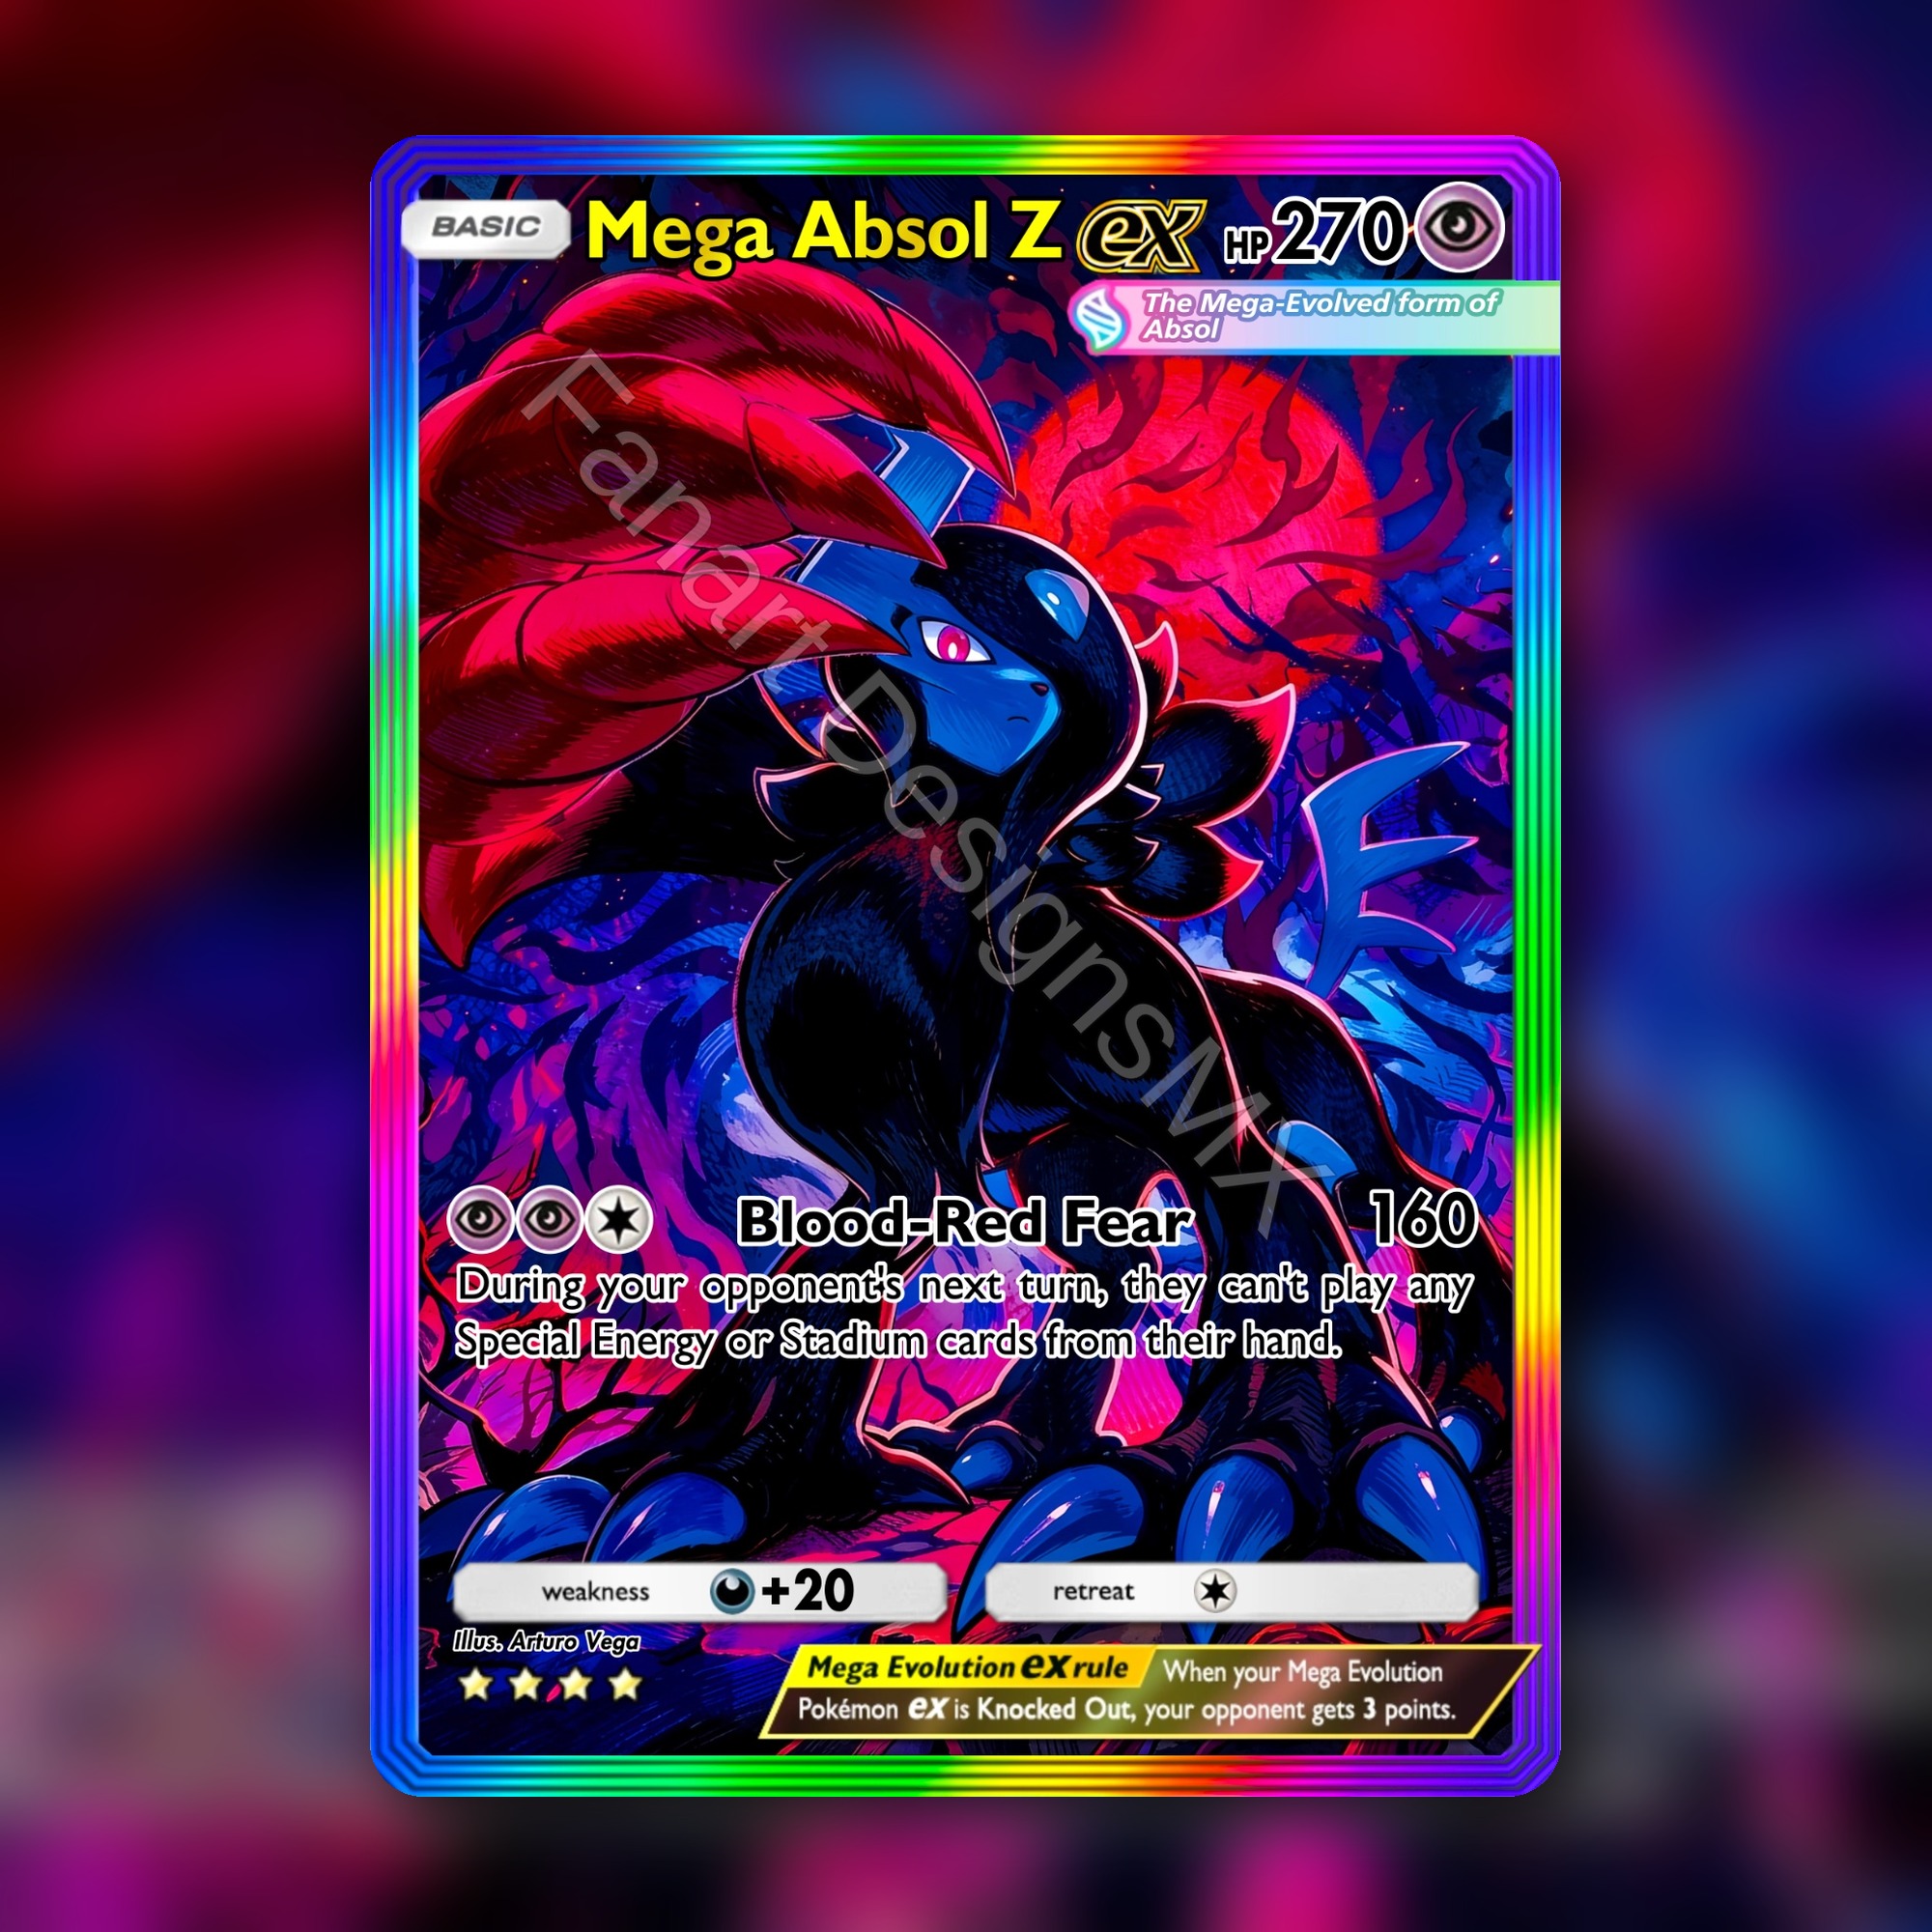 BASIC Mega Absol Z ex HP 270
The Mega-Evolved form of
Absol
Fanart DesignsMX
Blood-Red Fear 160
During your opponent's next turn, they can't play any
Special Energy or Stadium cards from their hand.
weakness +20 retreat
Illus. Arturo Vega
Mega Evolution ex rule When your Mega Evolution
Pokémon ex is Knocked Out, your opponent gets 3 points.